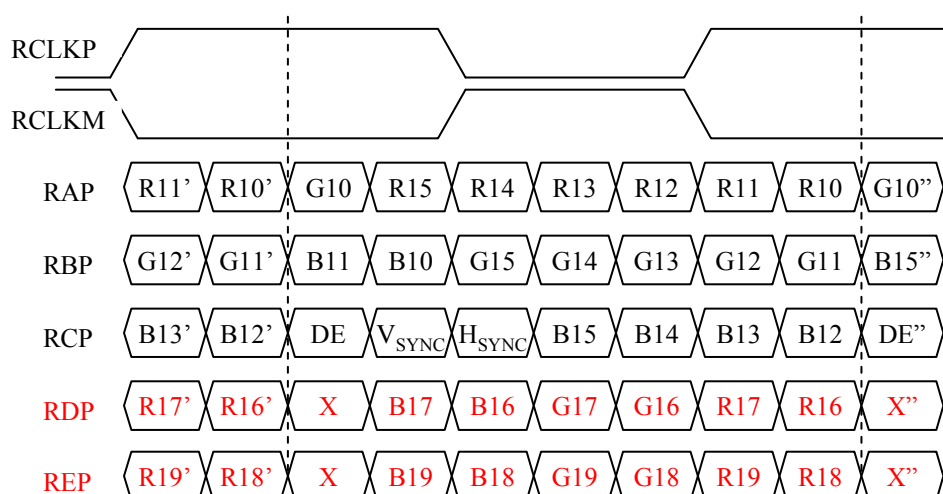 RCLKP
RCLKM
RAP R11’ R10’ G10 R15 R14 R13 R12 R11 R10 G10”
RBP G12’ G11’ B11 B10 G15 G14 G13 G12 G11 B15”
RCP B13’ B12’ DE VSYNC HSYNC B15 B14 B13 B12 DE”
RDP R17’ R16’ X B17 B16 G17 G16 R17 R16 X”
REP R19’ R18’ X B19 B18 G19 G18 R19 R18 X”